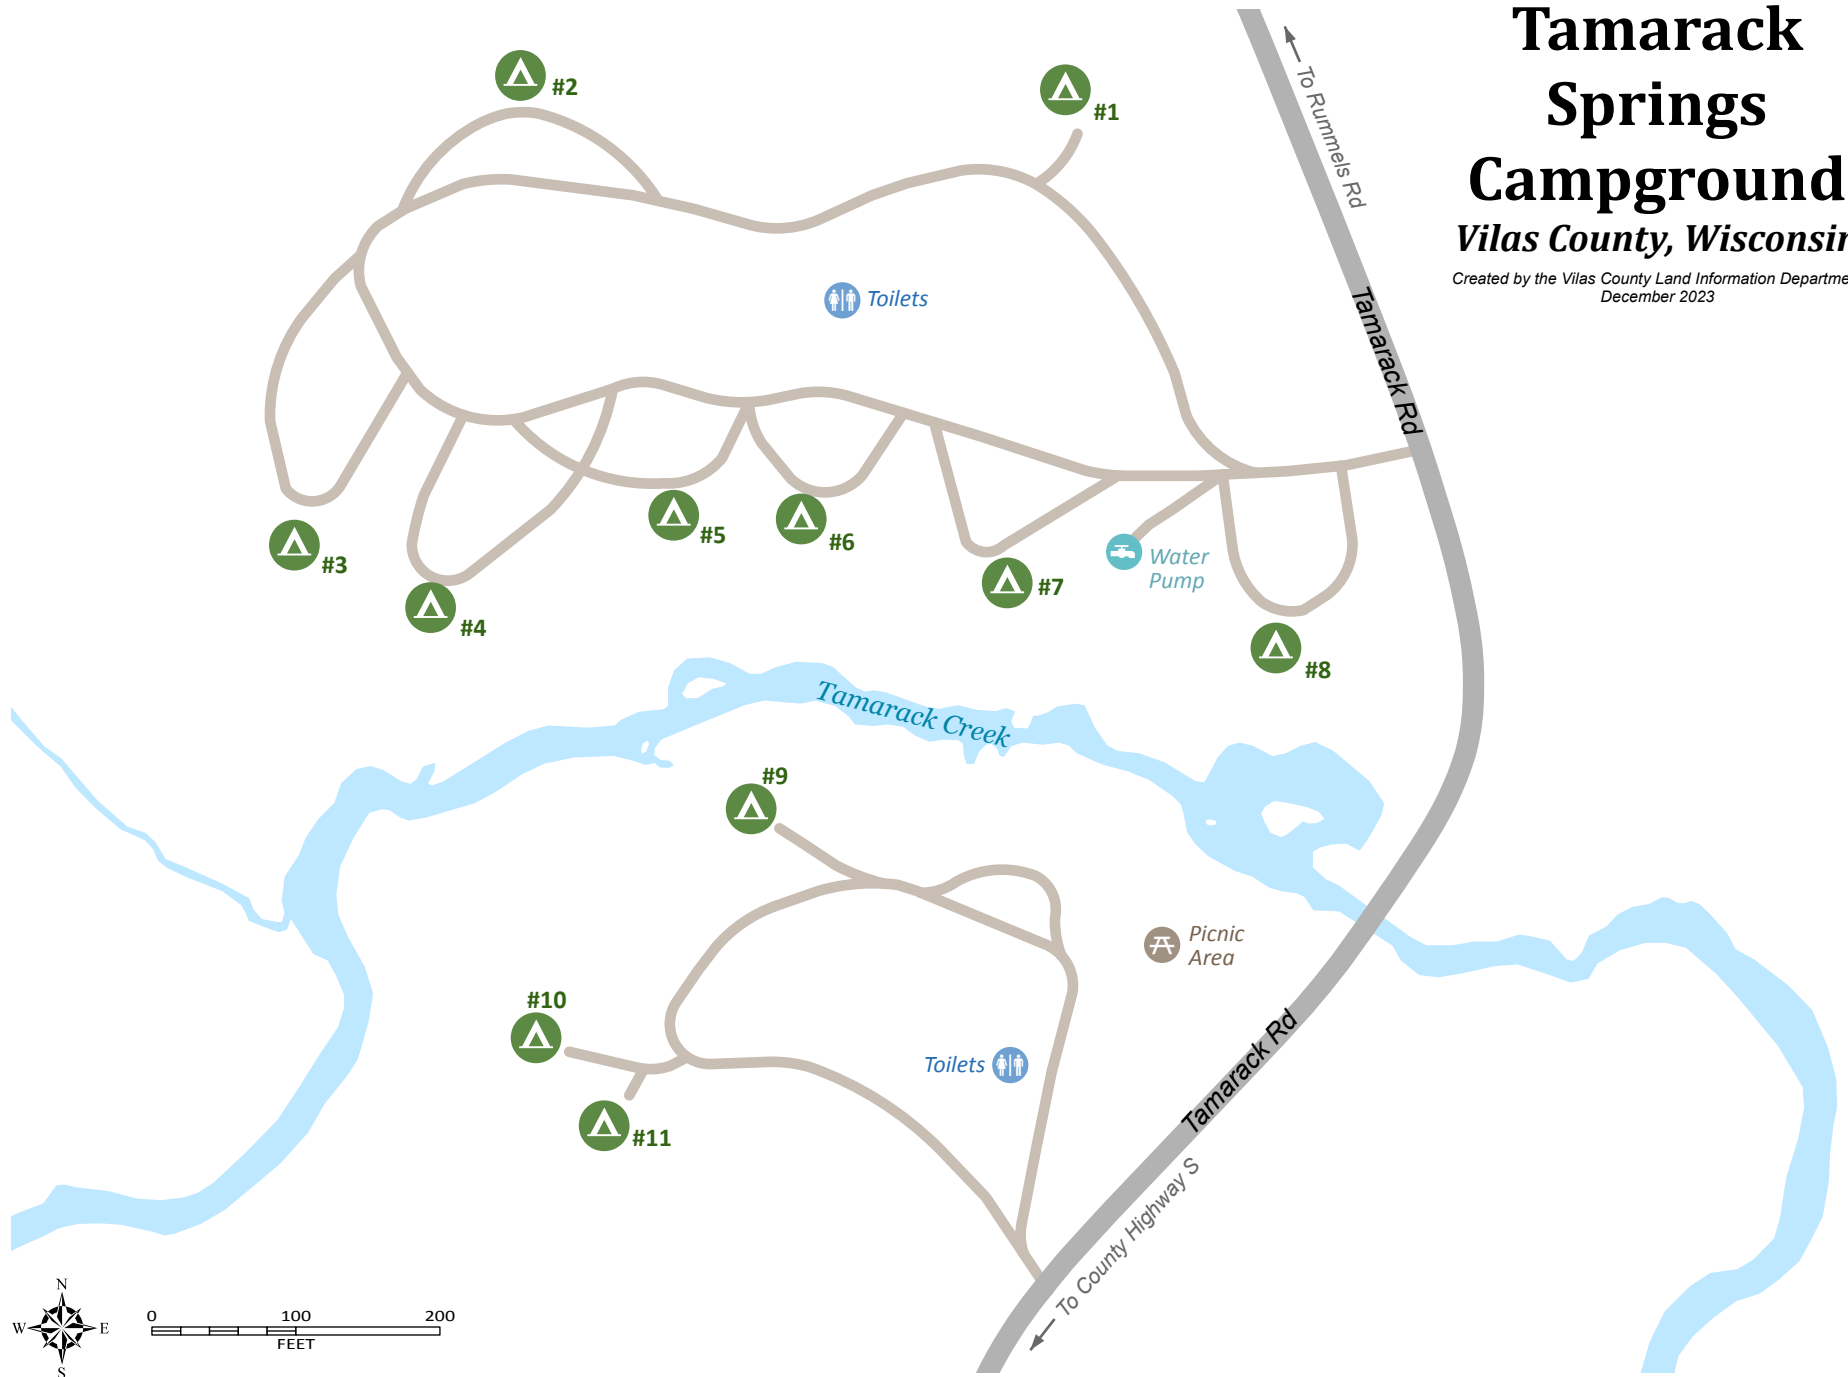 Tamarack
Springs
Campground
Vilas County, Wisconsin
Created by the Vilas County Land Information Departme
December 2023
To Rummels Rd
Tamarack Rd
#2
#1
Toilets
#3
#4
#5
#6
#7
Water
Pump
#8
Tamarack Creek
#9
Picnic
Area
#10
Toilets
#11
Tamarack Rd
To County Highway S
N
W
E
S
0
100
200
FEET